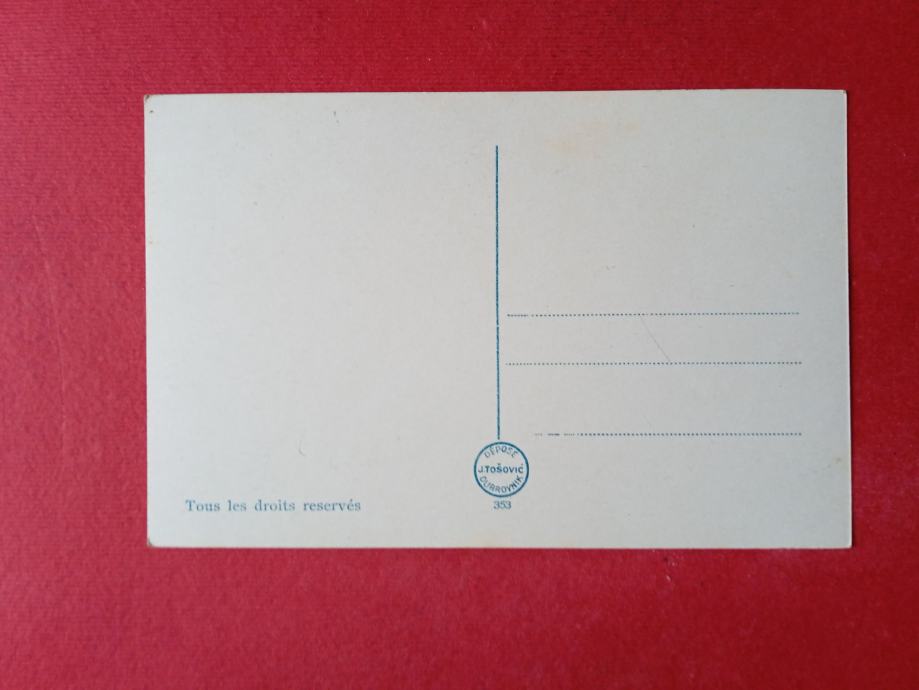 Tous les droits reservés
DÉPOSÉ
J. TOŠOVIĆ
DUBROVNIK
353